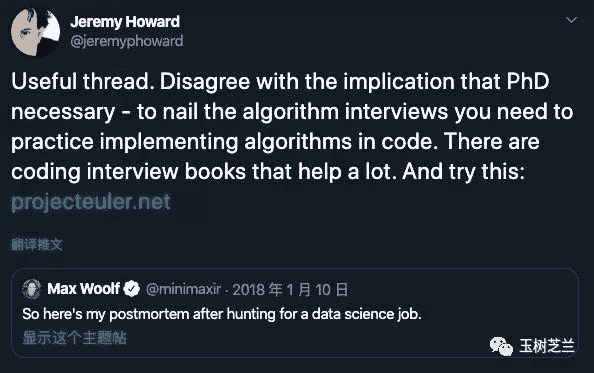 Jeremy Howard
@jeremyphoward
Useful thread. Disagree with the implication that PhD
necessary - to nail the algorithm interviews you need to
practice implementing algorithms in code. There are
coding interview books that help a lot. And try this:
projecteuler.net
翻译推文
Max Woolf @minimaxir · 2018 年 1 月 10 日
So here's my postmortem after hunting for a data science job.
显示这个主题帖
玉树芝兰